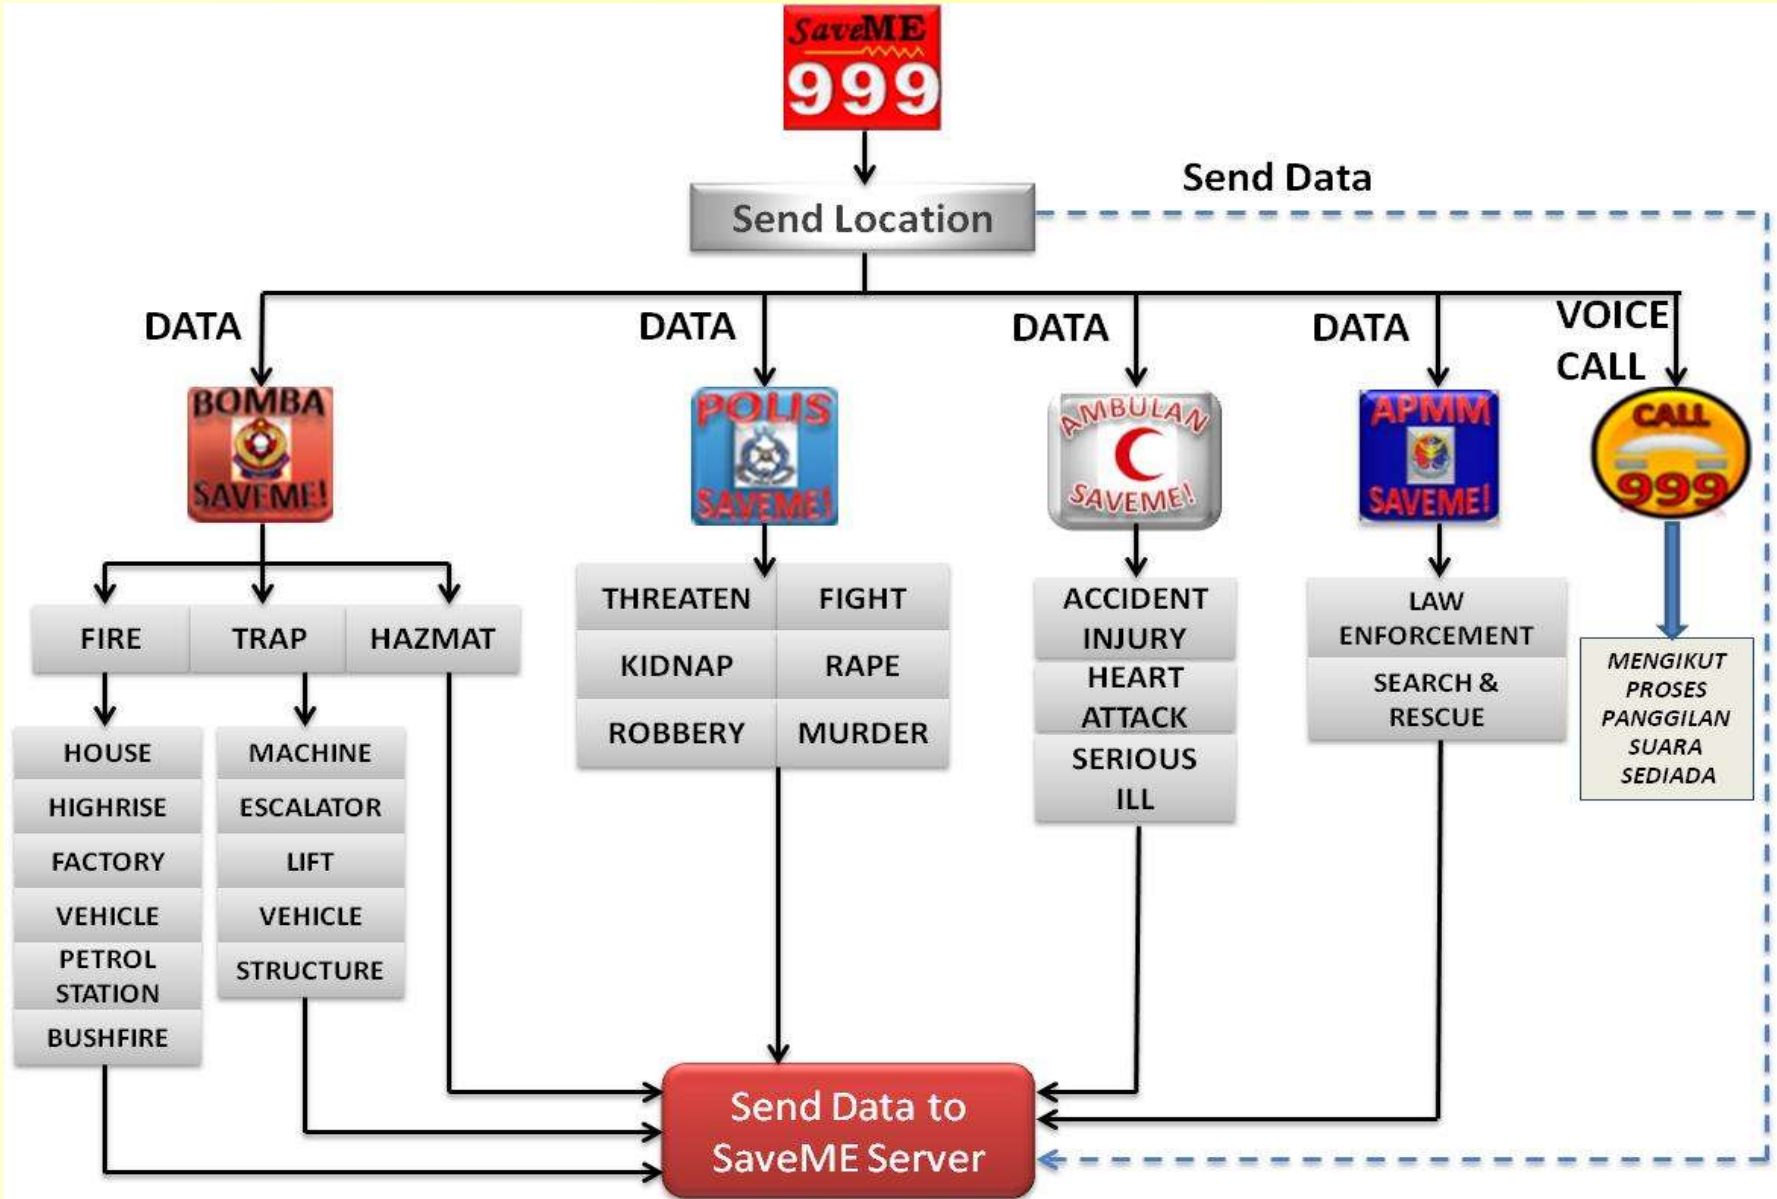 SaveME
999
Send Data
Send Location
DATA
DATA
DATA
DATA
VOICE
CALL
BOMBA
SAVEME!
POLIS
SAVEME!
AMBULAN
SAVEME!
APMM
SAVEME!
CALL
999
FIRE
TRAP
HAZMAT
HOUSE
HIGHRISE
FACTORY
VEHICLE
PETROL
STATION
BUSHFIRE
MACHINE
ESCALATOR
LIFT
VEHICLE
STRUCTURE
THREATEN
FIGHT
KIDNAP
RAPE
ROBBERY
MURDER
ACCIDENT
INJURY
HEART
ATTACK
SERIOUS
ILL
LAW
ENFORCEMENT
SEARCH &
RESCUE
MENGIKUT
PROSES
PANGGILAN
SUARA
SEDIADA
Send Data to
SaveME Server